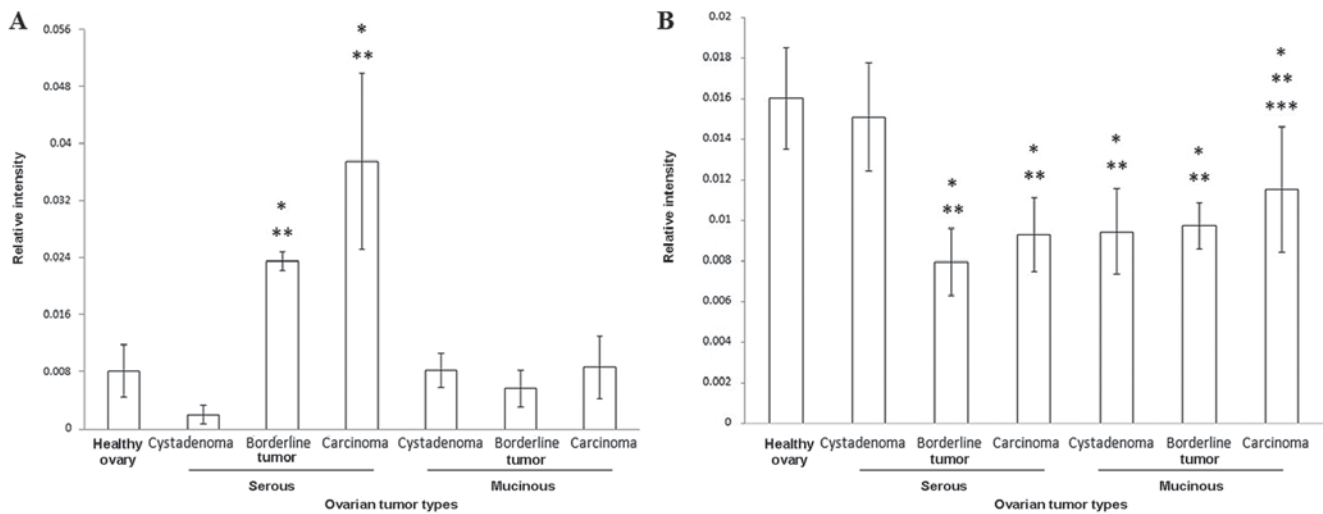 A
0.056
0.048
0.04
0.032
0.024
0.016
0.008
0
Relative intensity
*
**
*
**
Healthy ovary
Cystadenoma
Borderline tumor
Carcinoma
Cystadenoma
Borderline tumor
Carcinoma
Serous
Mucinous
Ovarian tumor types
B
0.02
0.018
0.016
0.014
0.012
0.01
0.008
0.006
0.004
0.002
0
Relative intensity
*
**
*
**
*
**
*
**
*
**
***
Healthy ovary
Cystadenoma
Borderline tumor
Carcinoma
Cystadenoma
Borderline tumor
Carcinoma
Serous
Mucinous
Ovarian tumor types